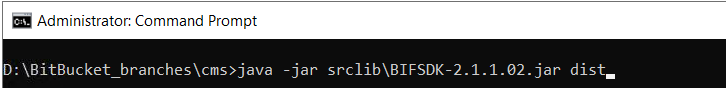 Administrator: Command Prompt
D:\BitBucket_branches\cms>java -jar srclib\BIFSDK-2.1.1.02.jar dist